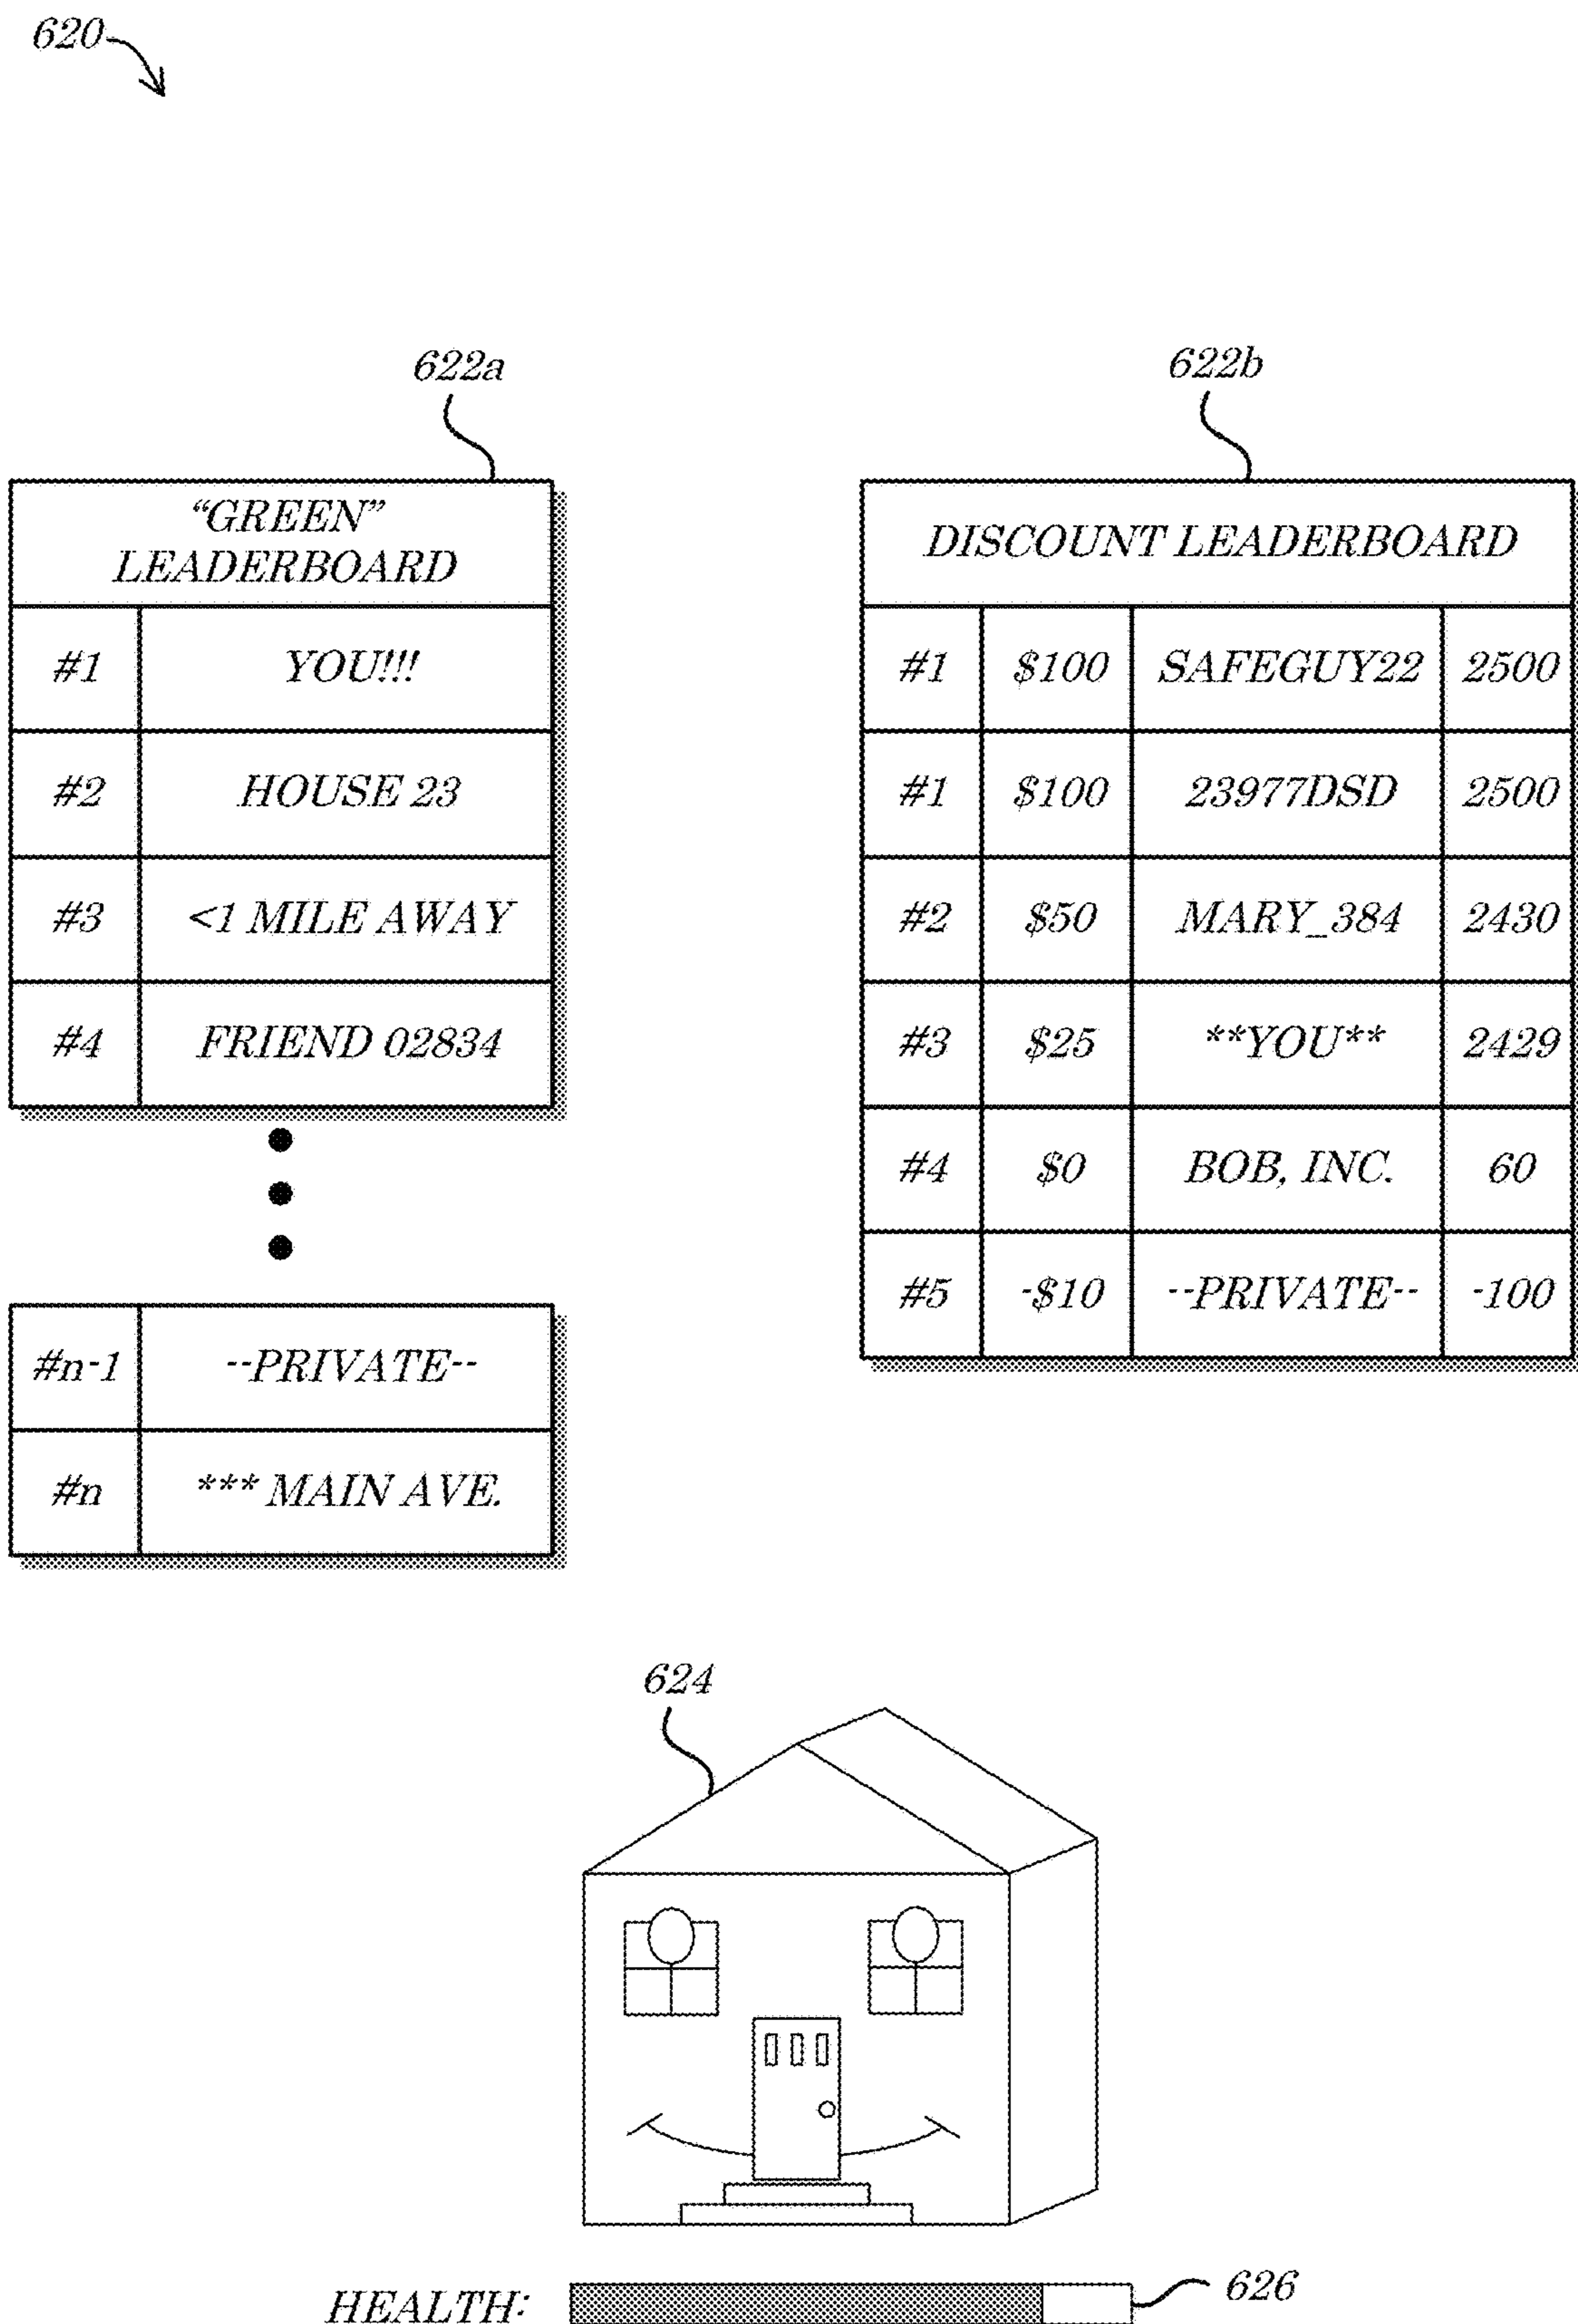 620
622a
622b
“GREEN”
LEADERBOARD
#1 YOU!!!
#2 HOUSE 23
#3 <1 MILE AWAY
#4 FRIEND 02834
#n-1 --PRIVATE--
#n *** MAIN AVE.
DISCOUNT LEADERBOARD
#1 $100 SAFEGUY22 2500
#1 $100 23977DSD 2500
#2 $50 MARY_384 2430
#3 $25 **YOU** 2429
#4 $0 BOB, INC. 60
#5 -$10 --PRIVATE-- -100
624
HEALTH:
626